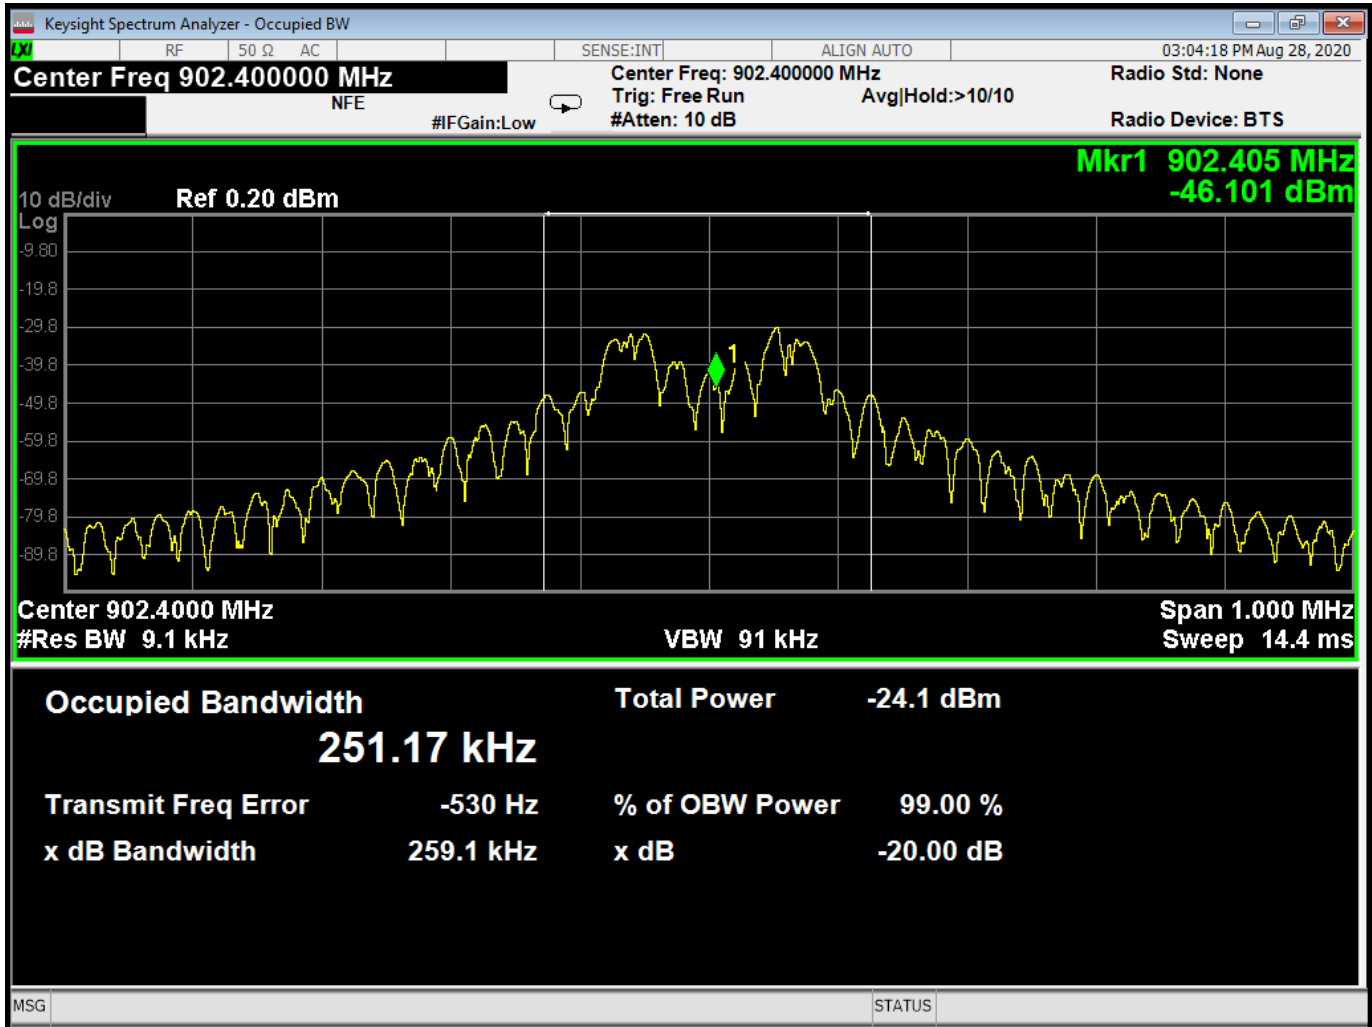 Keysight Spectrum Analyzer - Occupied BW
LXI RF 50 Ω AC SENSE:INT ALIGN AUTO 03:04:18 PM Aug 28, 2020
Center Freq 902.400000 MHz
NFE
#IFGain:Low
Center Freq: 902.400000 MHz
Trig: Free Run Avg|Hold:>10/10
#Atten: 10 dB
Radio Std: None
Radio Device: BTS
Mkr1 902.405 MHz
-46.101 dBm
10 dB/div Ref 0.20 dBm
Log
-9.80
-19.8
-29.8
-39.8
-49.8
-59.8
-69.8
-79.8
-89.8
1
Center 902.4000 MHz Span 1.000 MHz
#Res BW 9.1 kHz VBW 91 kHz Sweep 14.4 ms
Occupied Bandwidth Total Power -24.1 dBm
251.17 kHz
Transmit Freq Error -530 Hz % of OBW Power 99.00 %
x dB Bandwidth 259.1 kHz x dB -20.00 dB
MSG STATUS